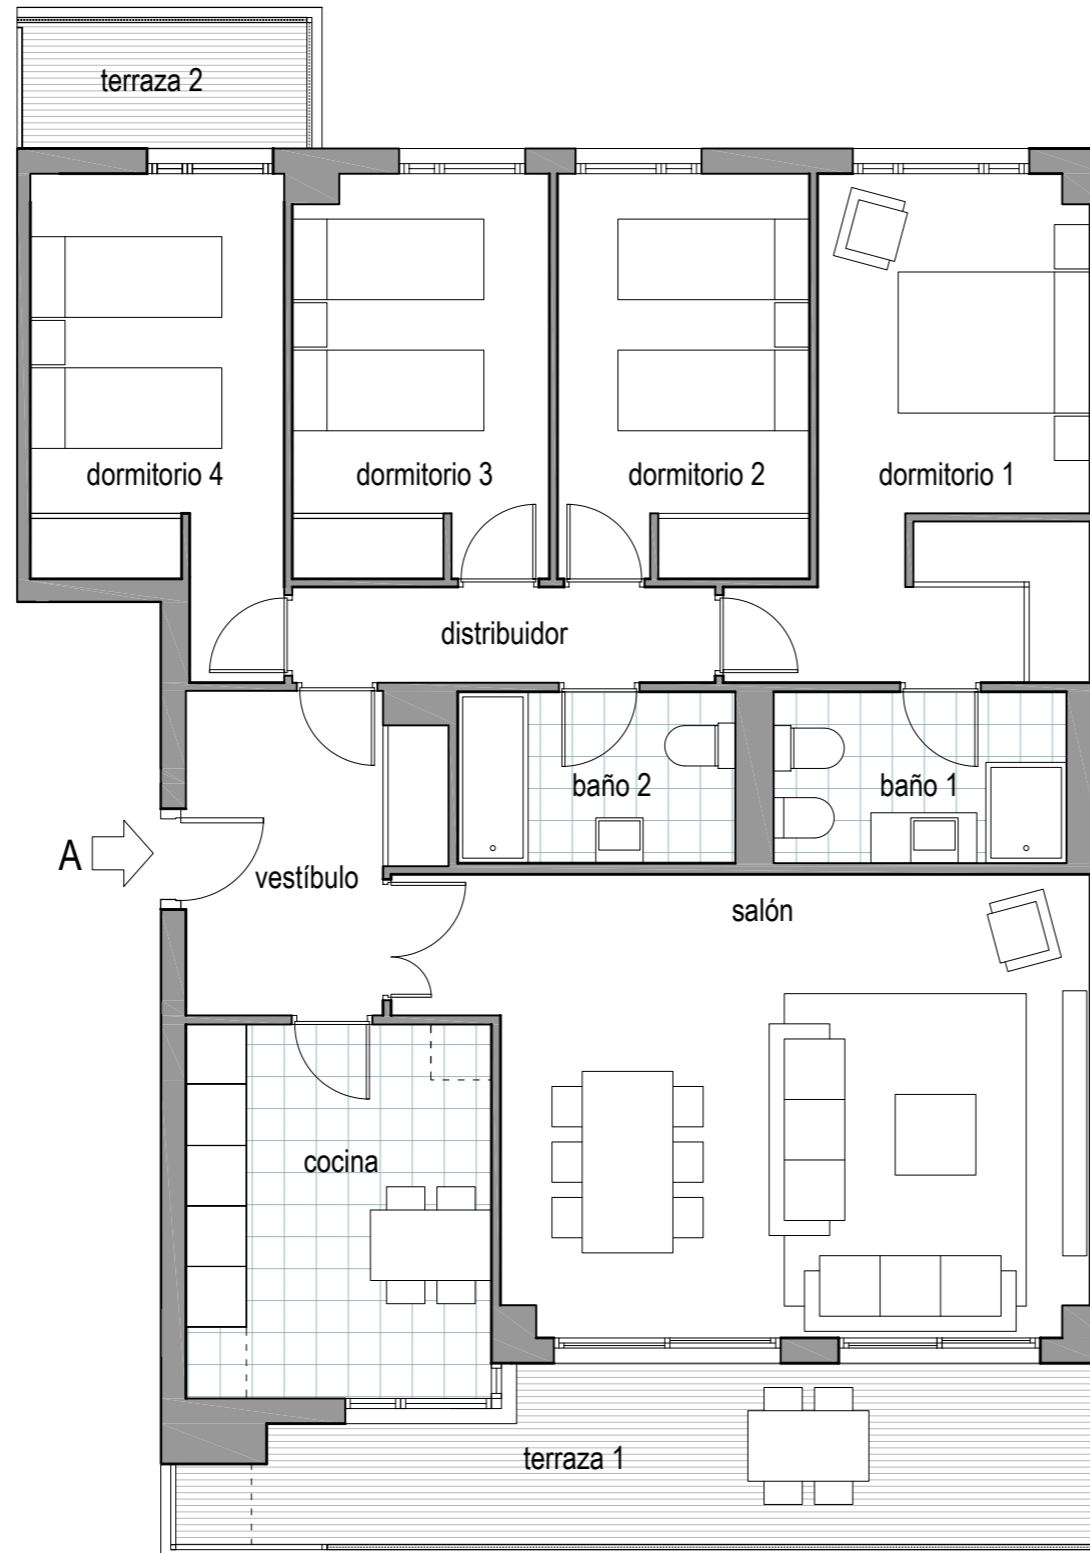 terraza 2
dormitorio 4
dormitorio 3
dormitorio 2
dormitorio 1
distribuidor
baño 2
baño 1
A
vestíbulo
salón
cocina
terraza 1